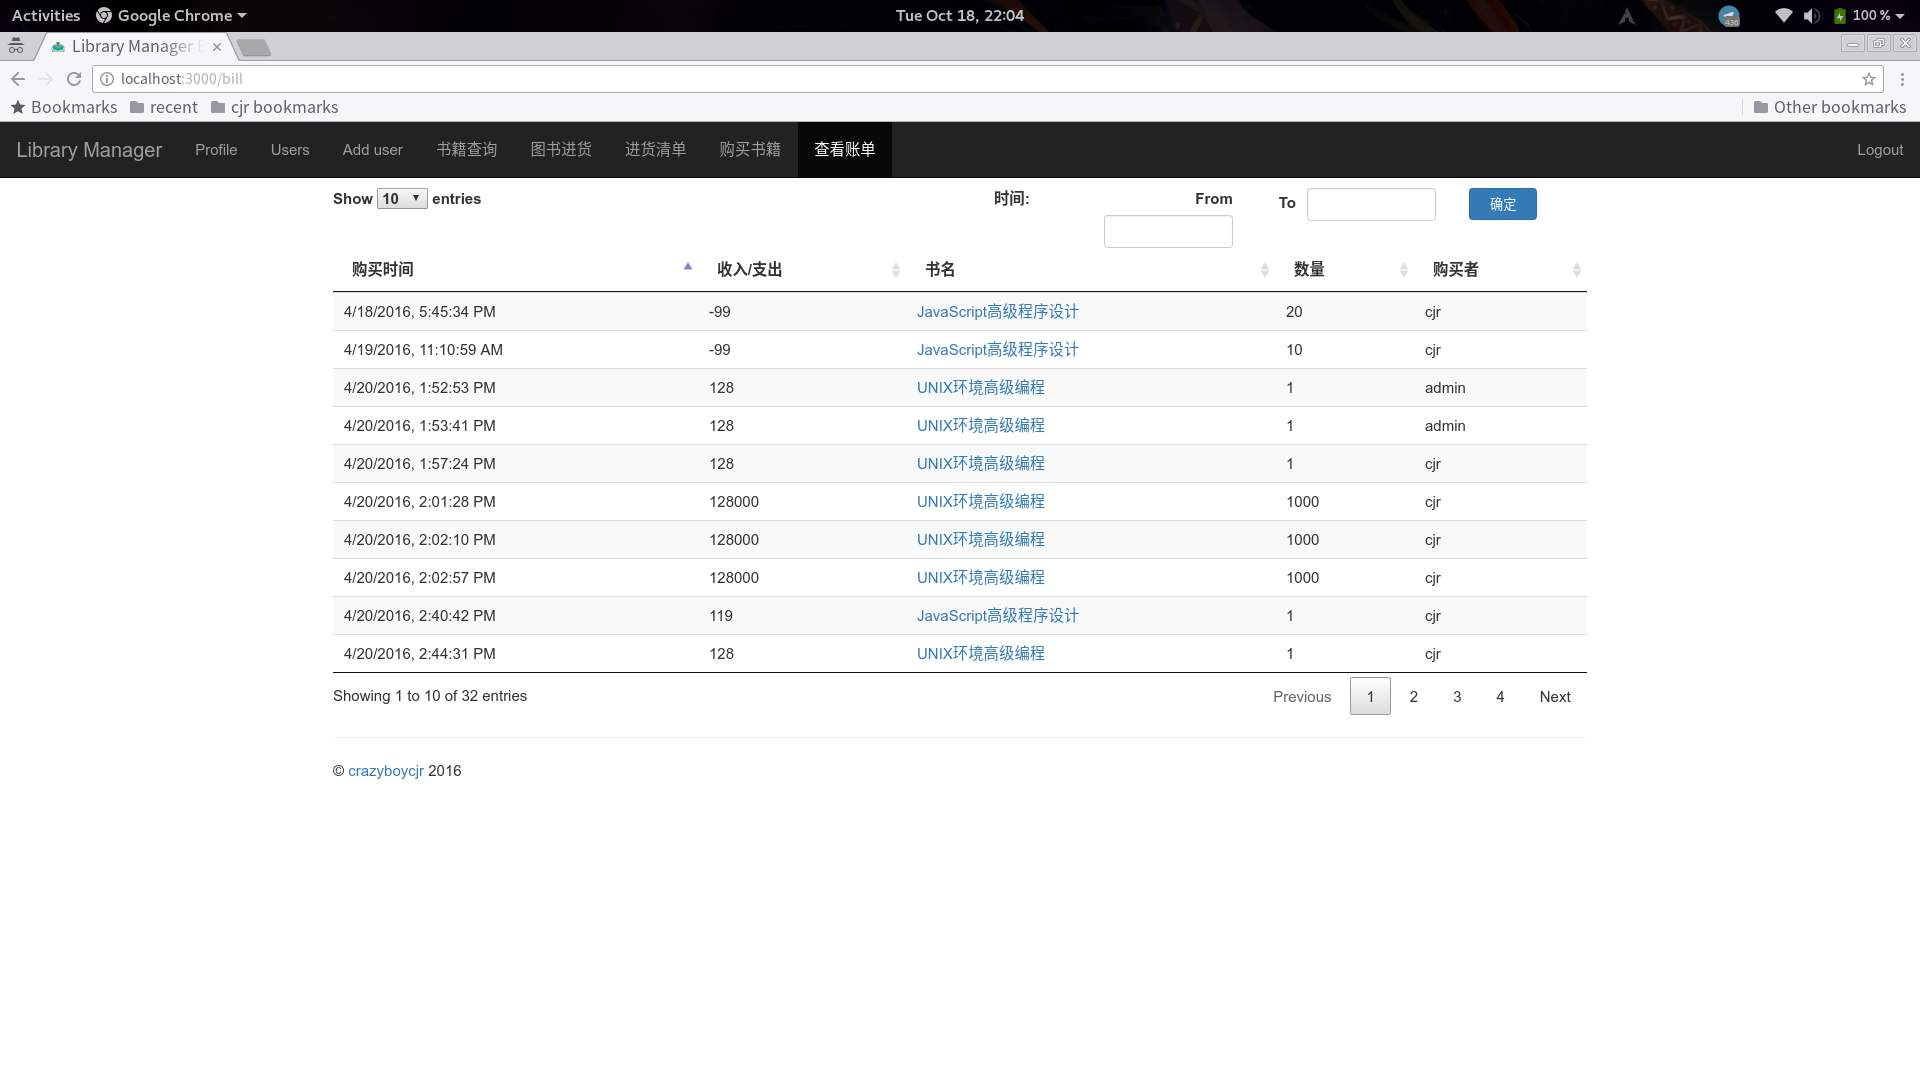 Activities Google Chrome Tue Oct 18, 22:04 436 100 %
Library Manager
localhost:3000/bill
Bookmarks recent cjr bookmarks Other bookmarks
Library Manager Profile Users Add user 书籍查询 图书进货 进货清单 购买书籍 查看账单 Logout
Show 10 entries 时间: From To 确定
购买时间 收入/支出 书名 数量 购买者
4/18/2016, 5:45:34 PM -99 JavaScript高级程序设计 20 cjr
4/19/2016, 11:10:59 AM -99 JavaScript高级程序设计 10 cjr
4/20/2016, 1:52:53 PM 128 UNIX环境高级编程 1 admin
4/20/2016, 1:53:41 PM 128 UNIX环境高级编程 1 admin
4/20/2016, 1:57:24 PM 128 UNIX环境高级编程 1 cjr
4/20/2016, 2:01:28 PM 128000 UNIX环境高级编程 1000 cjr
4/20/2016, 2:02:10 PM 128000 UNIX环境高级编程 1000 cjr
4/20/2016, 2:02:57 PM 128000 UNIX环境高级编程 1000 cjr
4/20/2016, 2:40:42 PM 119 JavaScript高级程序设计 1 cjr
4/20/2016, 2:44:31 PM 128 UNIX环境高级编程 1 cjr
Showing 1 to 10 of 32 entries Previous 1 2 3 4 Next
© crazyboycjr 2016